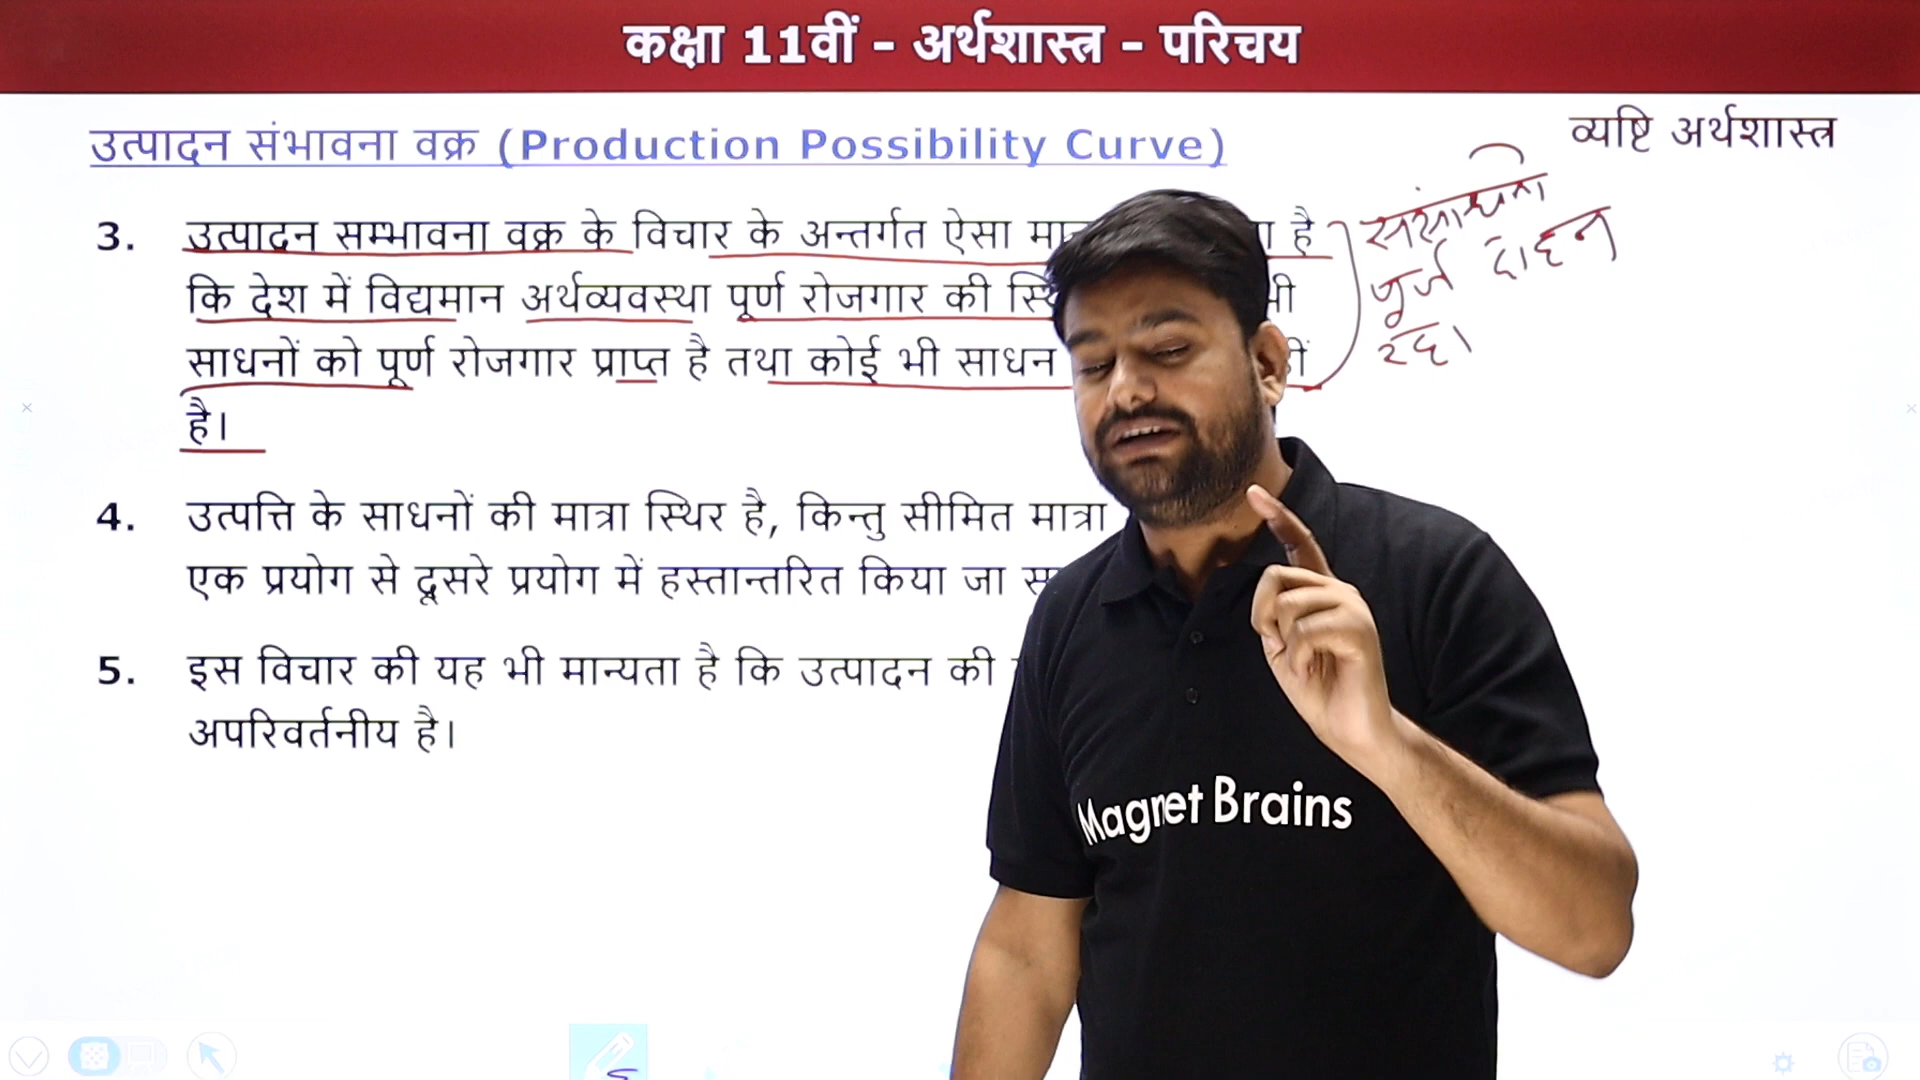 कक्षा 11वीं - अर्थशास्त्र - परिचय
व्यष्टि अर्थशास्त्र
उत्पादन संभावना वक्र (Production Possibility Curve)
3. उत्पादन सम्भावना वक्र के विचार के अन्तर्गत ऐसा है
कि देश में विद्यमान अर्थव्यवस्था पूर्ण रोजगार की
साधनों को पूर्ण रोजगार प्राप्त है तथा कोई भी साधन
है।
पूर्ण दोहन
4. उत्पत्ति के साधनों की मात्रा स्थिर है, किन्तु सीमित मात्रा
एक प्रयोग से दूसरे प्रयोग में हस्तान्तरित किया जा
5. इस विचार की यह भी मान्यता है कि उत्पादन की
अपरिवर्तनीय है।
Magnet Brains